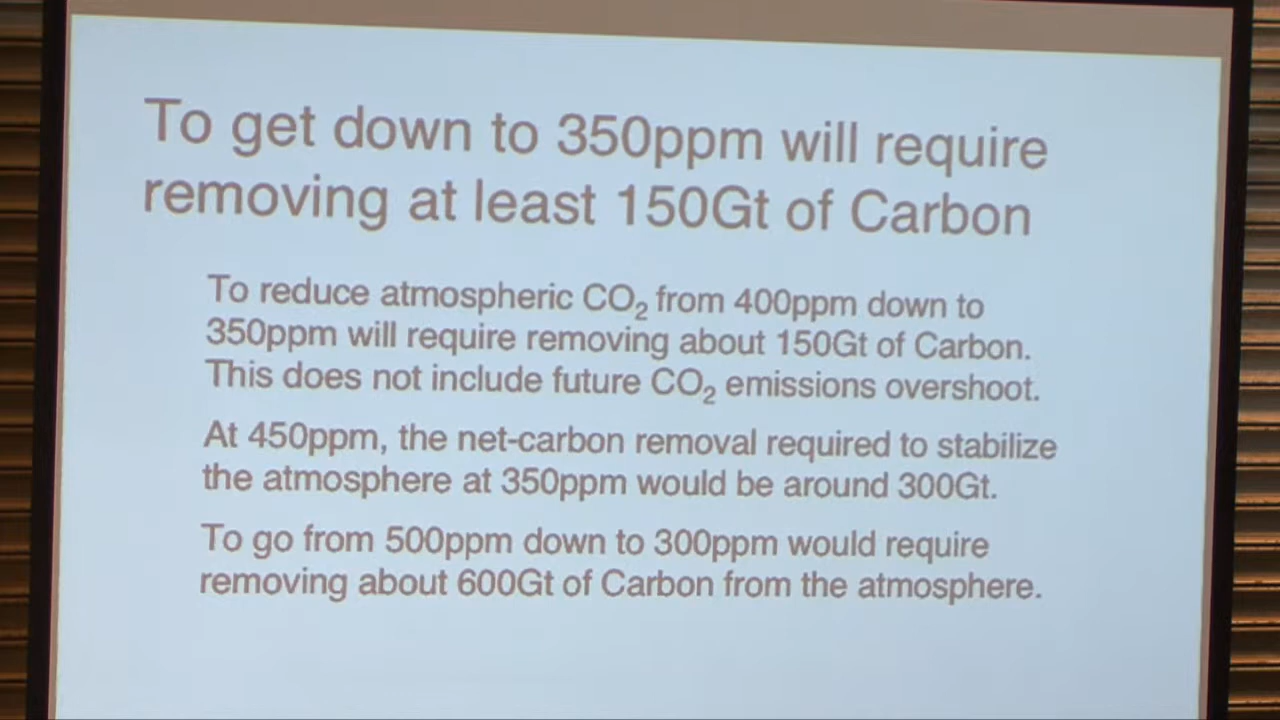 To get down to 350ppm will require
removing at least 150Gt of Carbon
To reduce atmospheric CO₂ from 400ppm down to
350ppm will require removing about 150Gt of Carbon.
This does not include future CO₂ emissions overshoot.
At 450ppm, the net-carbon removal required to stabilize
the atmosphere at 350ppm would be around 300Gt.
To go from 500ppm down to 300ppm would require
removing about 600Gt of Carbon from the atmosphere.